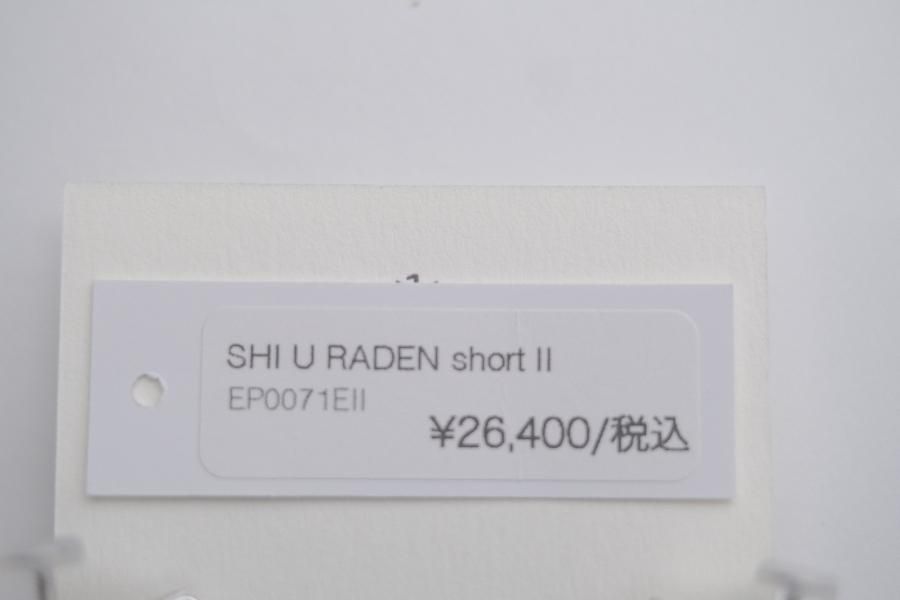 SHI U RADEN short II
EP0071EII
¥26,400/税込